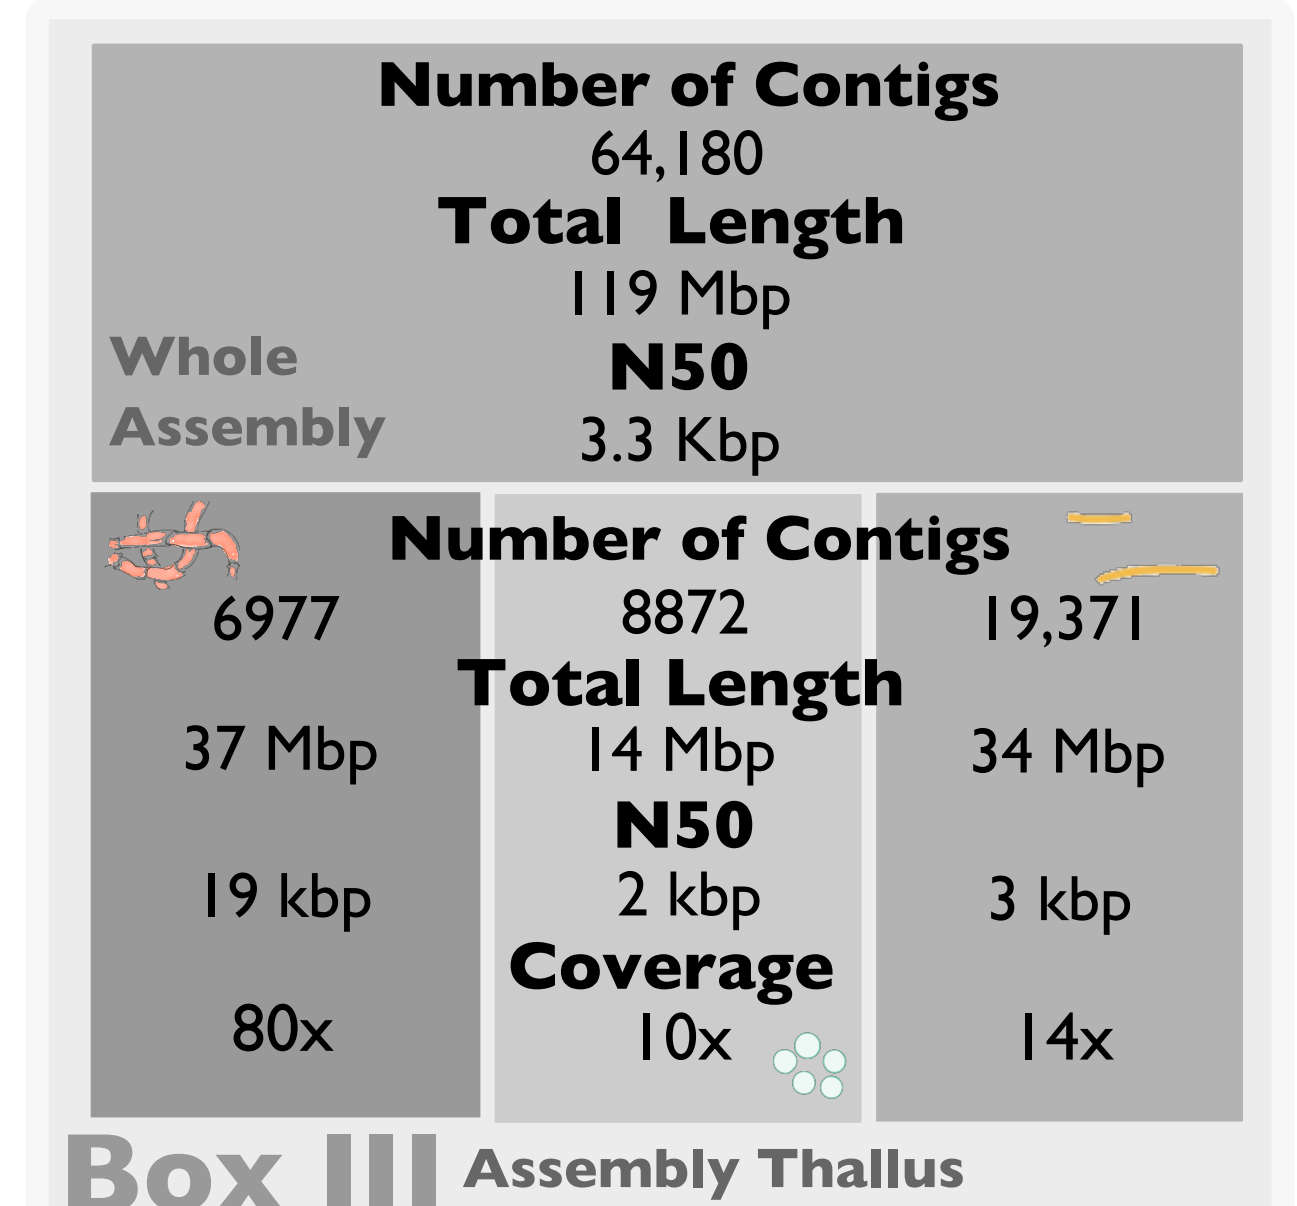 Number of Contigs
64,180
Total Length
119 Mbp
N50
3.3 Kbp
Whole
Assembly
Number of Contigs
6977 8872 19,371
Total Length
37 Mbp 14 Mbp 34 Mbp
N50
19 kbp 2 kbp 3 kbp
Coverage
80x 10x 14x
Box III Assembly Thallus